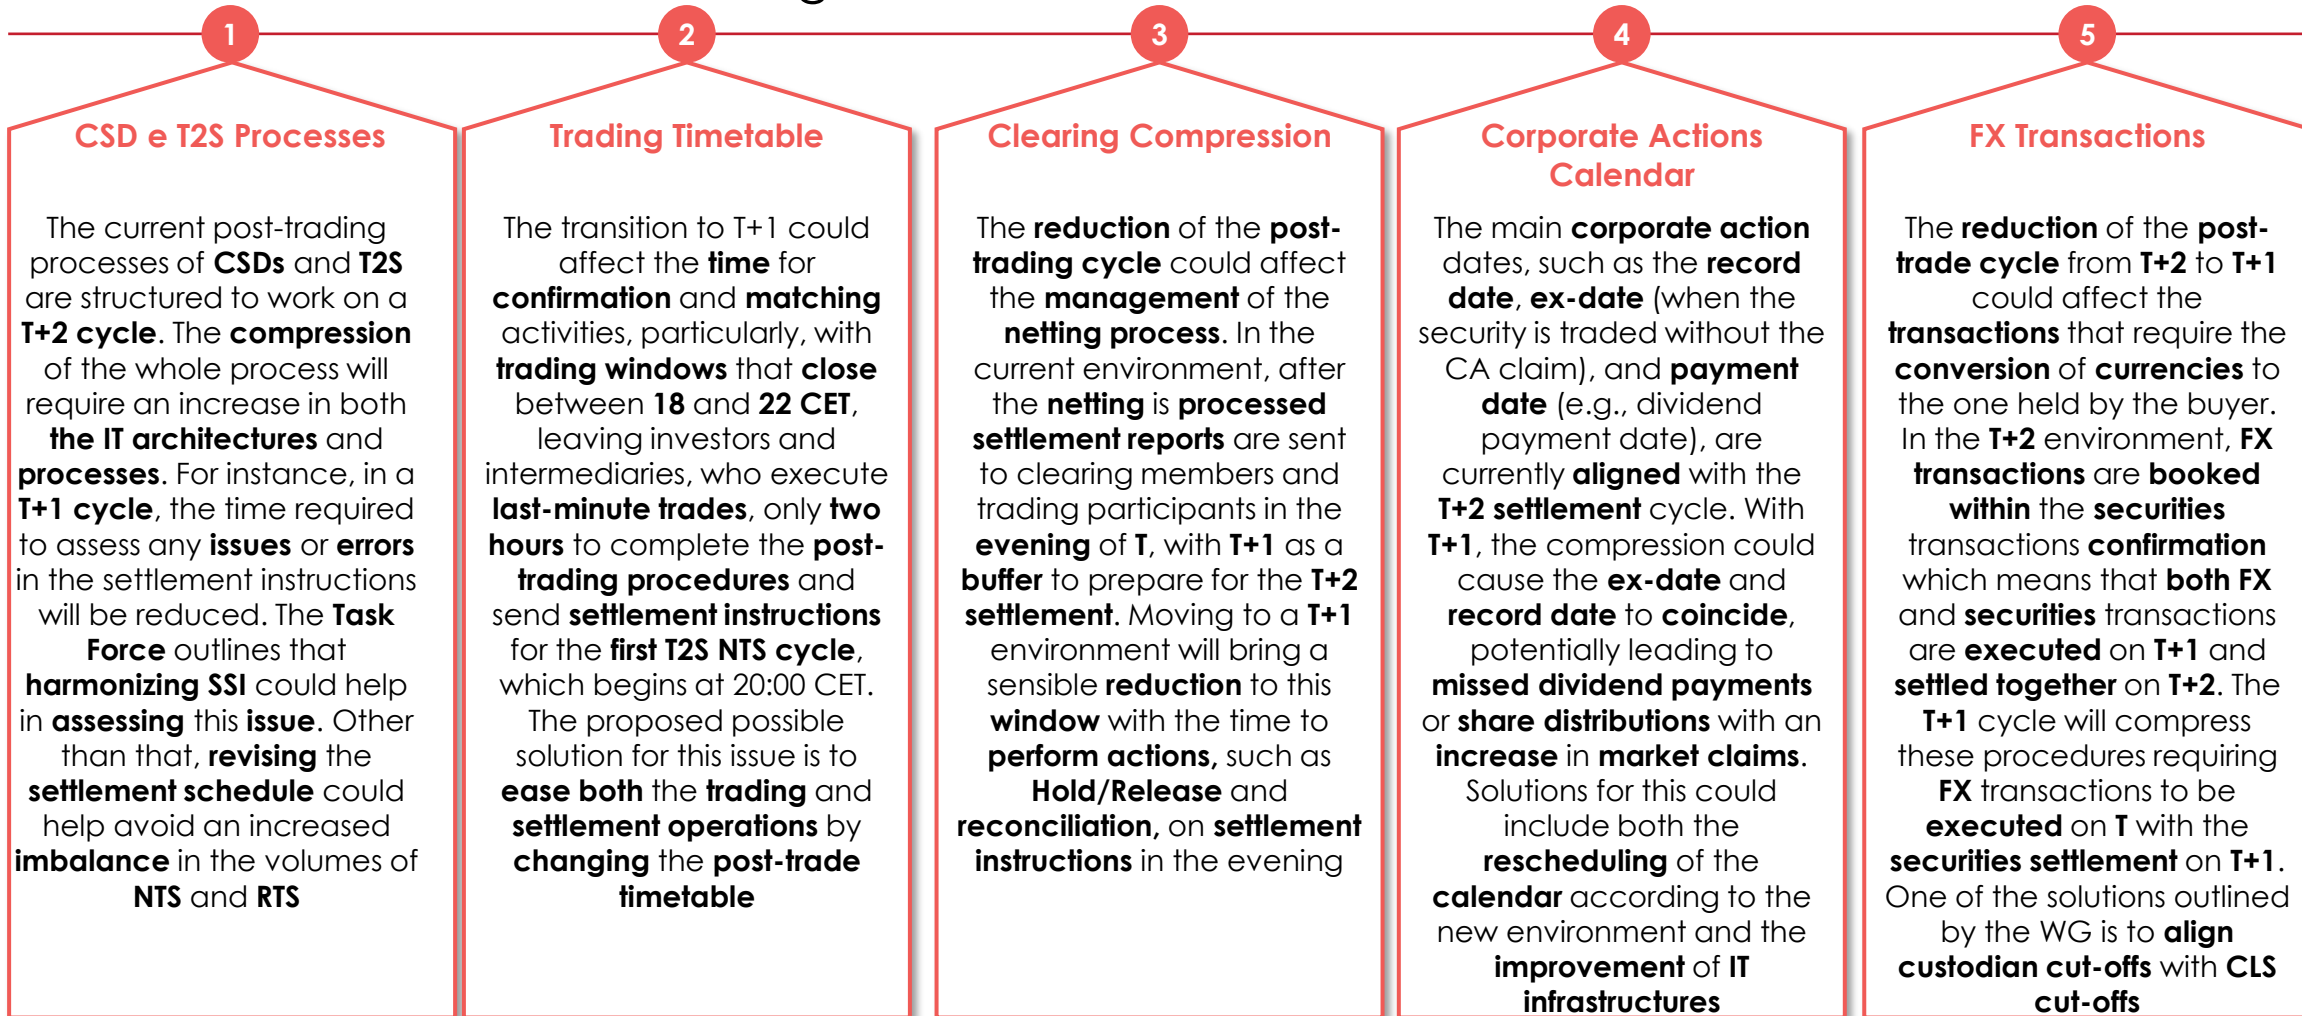 1
CSD e T2S Processes
The current post-trading
processes of CSDs and T2S
are structured to work on a
T+2 cycle. The compression
of the whole process will
require an increase in both
the IT architectures and
processes. For instance, in a
T+1 cycle, the time required
to assess any issues or errors
in the settlement instructions
will be reduced. The Task
Force outlines that
harmonizing SSI could help
in assessing this issue. Other
than that, revising the
settlement schedule could
help avoid an increased
imbalance in the volumes of
NTS and RTS
2
Trading Timetable
The transition to T+1 could
affect the time for
confirmation and matching
activities, particularly, with
trading windows that close
between 18 and 22 CET,
leaving investors and
intermediaries, who execute
last-minute trades, only two
hours to complete the post-
trading procedures and
send settlement instructions
for the first T2S NTS cycle,
which begins at 20:00 CET.
The proposed possible
solution for this issue is to
ease both the trading and
settlement operations by
changing the post-trade
timetable
3
Clearing Compression
The reduction of the post-
trading cycle could affect
the management of the
netting process. In the
current environment, after
the netting is processed
settlement reports are sent
to clearing members and
trading participants in the
evening of T, with T+1 as a
buffer to prepare for the T+2
settlement. Moving to a T+1
environment will bring a
sensible reduction to this
window with the time to
perform actions, such as
Hold/Release and
reconciliation, on settlement
instructions in the evening
4
Corporate Actions
Calendar
The main corporate action
dates, such as the record
date, ex-date (when the
security is traded without the
CA claim), and payment
date (e.g., dividend
payment date), are
currently aligned with the
T+2 settlement cycle. With
T+1, the compression could
cause the ex-date and
record date to coincide,
potentially leading to
missed dividend payments
or share distributions with an
increase in market claims.
Solutions for this could
include both the
rescheduling of the
calendar according to the
new environment and the
improvement of IT
infrastructures
5
FX Transactions
The reduction of the post-
trade cycle from T+2 to T+1
could affect the
transactions that require the
conversion of currencies to
the one held by the buyer.
In the T+2 environment, FX
transactions are booked
within the securities
transactions confirmation
which means that both FX
and securities transactions
are executed on T+1 and
settled together on T+2. The
T+1 cycle will compress
these procedures requiring
FX transactions to be
executed on T with the
securities settlement on T+1.
One of the solutions outlined
by the WG is to align
custodian cut-offs with CLS
cut-offs